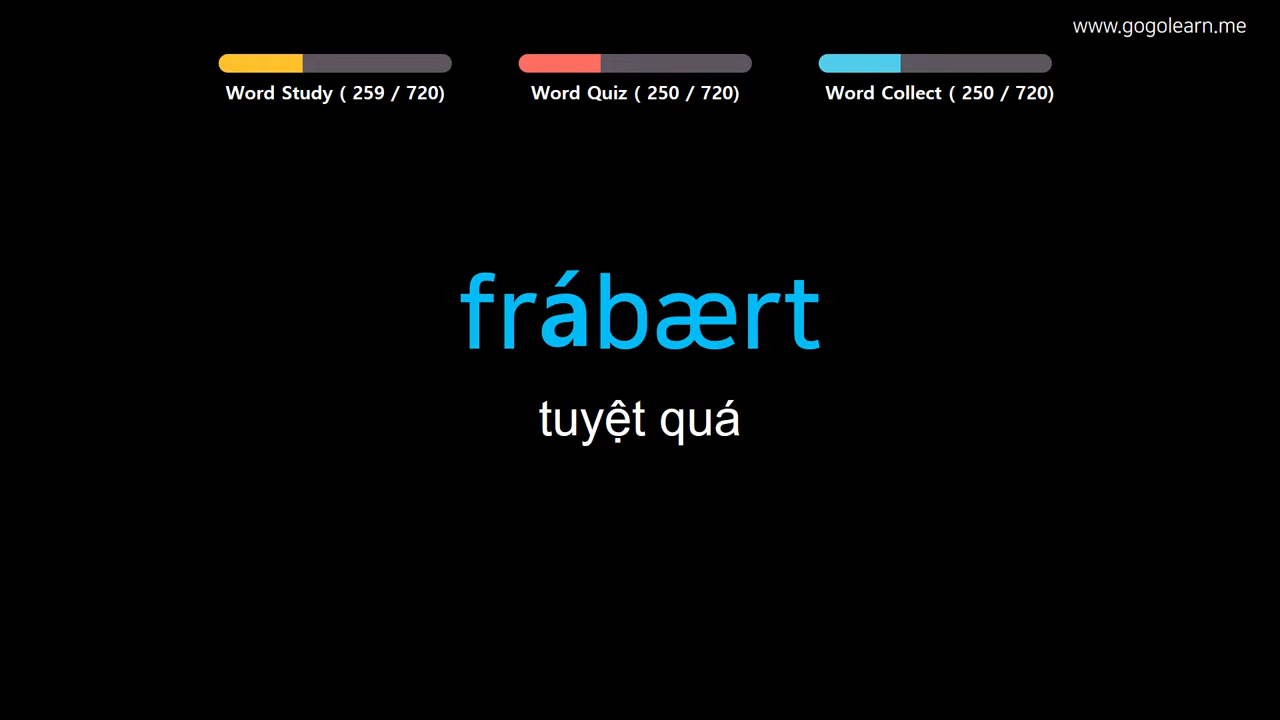 www.gogolearn.me
Word Study ( 259 / 720)
Word Quiz ( 250 / 720)
Word Collect ( 250 / 720)
frábært
tuyệt quá